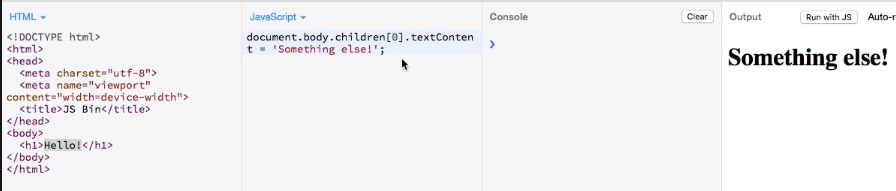 HTML
<!DOCTYPE html>
<html>
<head>
<meta charset="utf-8">
<meta name="viewport"
content="width=device-width">
<title>JS Bin</title>
</head>
<body>
<h1>Hello!</h1>
</body>
</html>
JavaScript
document.body.children[0].textConten
t = 'Something else!';
Console
Clear
>
Output
Run with JS
Auto-r
Something else!